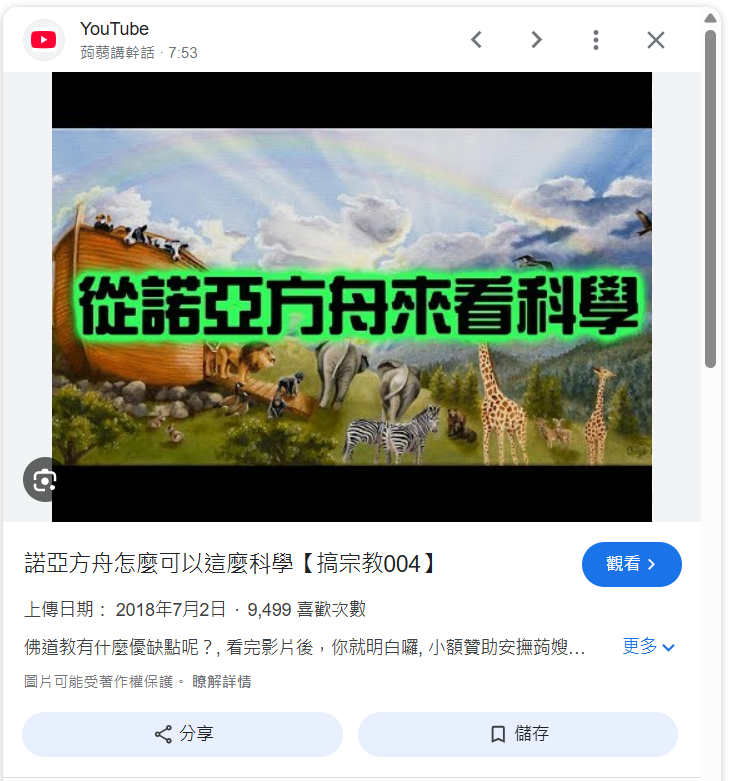 YouTube
蒟蒻講幹話 · 7:53
從諾亞方舟來看科學
諾亞方舟怎麼可以這麼科學【搞宗教004】
觀看
上傳日期： 2018年7月2日 · 9,499 喜歡次數
佛道教有什麼優缺點呢？, 看完影片後，你就明白囉, 小額贊助安撫蒟嫂...
更多
圖片可能受著作權保護。 瞭解詳情
分享
儲存